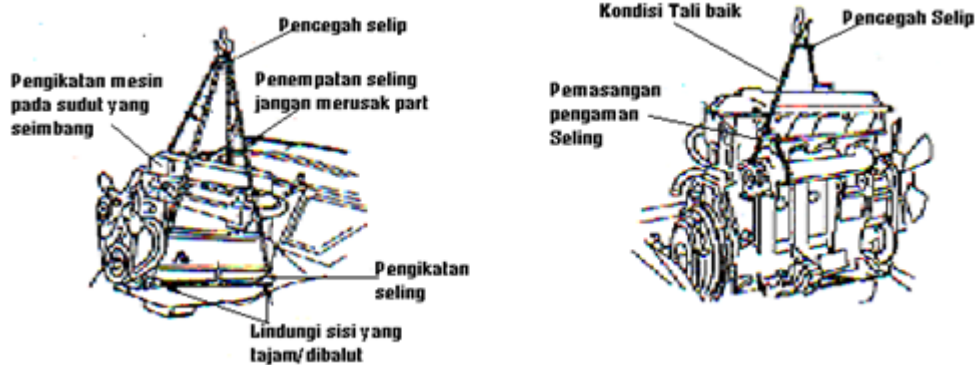 Pencegah selip
Pengikatan mesin
pada sudut yang
seimbang
Penempatan seling
jangan merusak part
Pengikatan
seling
Lindungi sisi yang
tajam/dibalut
Kondisi Tali baik
Pencegah Selip
Pemasangan
pengaman
Seling